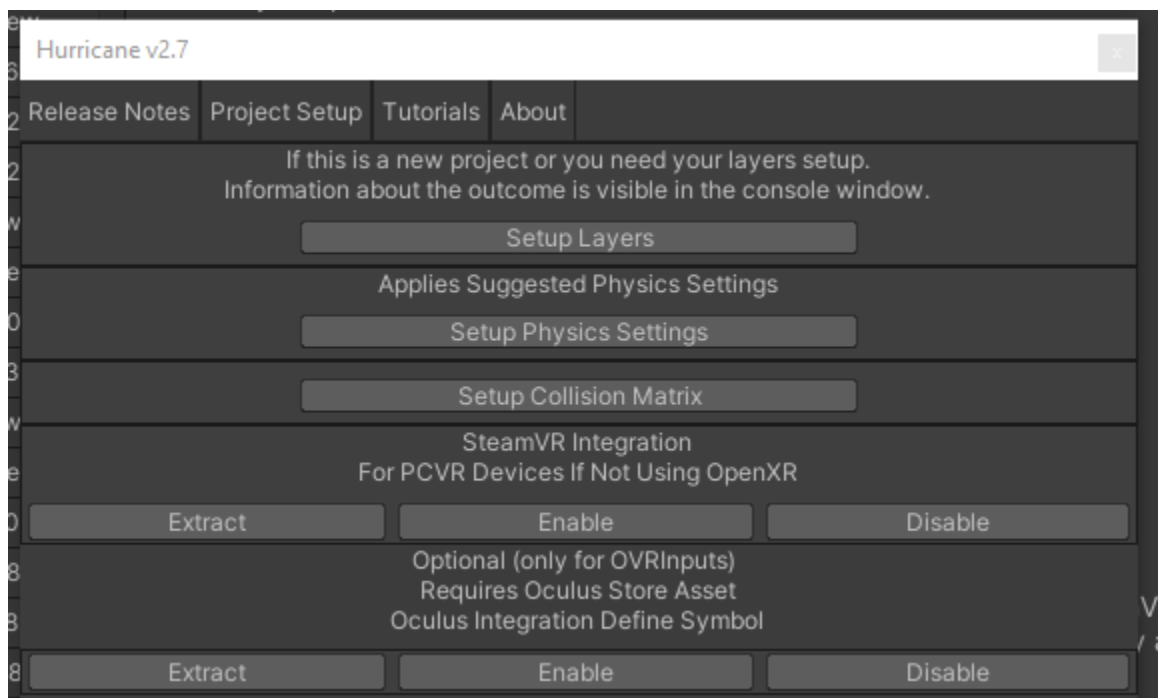 Hurricane v2.7
x
Release Notes Project Setup Tutorials About
If this is a new project or you need your layers setup.
Information about the outcome is visible in the console window.
Setup Layers
Applies Suggested Physics Settings
Setup Physics Settings
Setup Collision Matrix
SteamVR Integration
For PCVR Devices If Not Using OpenXR
Extract Enable Disable
Optional (only for OVRInputs)
Requires Oculus Store Asset
Oculus Integration Define Symbol
Extract Enable Disable